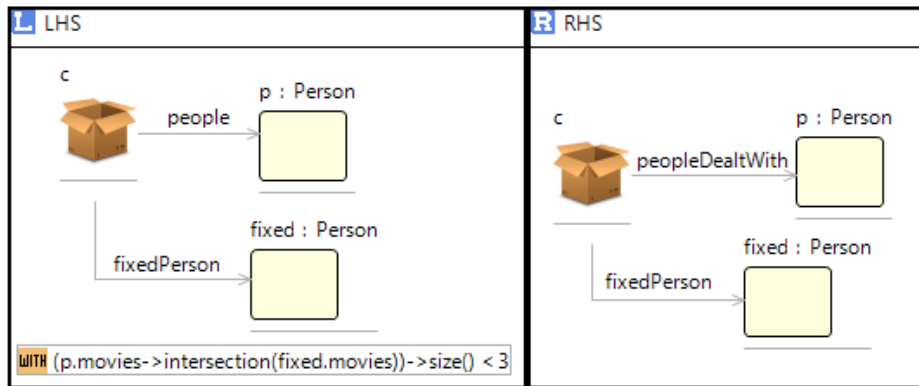 L LHS
c
people
p : Person
fixed : Person
fixedPerson
WITH (p.movies->intersection(fixed.movies))->size() < 3
R RHS
c
peopleDealtWith
p : Person
fixed : Person
fixedPerson